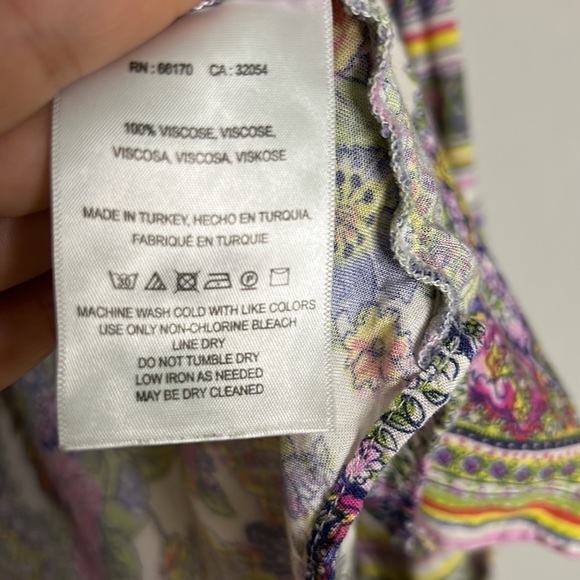 RN : 66170 CA : 32054
100% VISCOSE, VISCOSE,
VISCOSA, VISCOSA, VISKOSE
MADE IN TURKEY, HECHO EN TURQUIA.
FABRIQUÉ EN TURQUIE
MACHINE WASH COLD WITH LIKE COLORS
USE ONLY NON-CHLORINE BLEACH
LINE DRY
DO NOT TUMBLE DRY
LOW IRON AS NEEDED
MAY BE DRY CLEANED